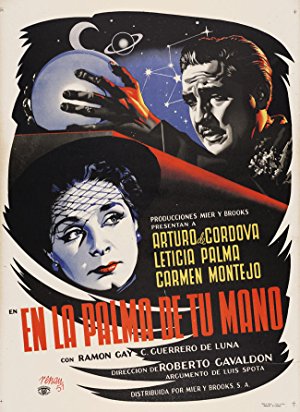 PRODUCCIONES MIER Y BROOKS
PRESENTAN A
ARTURO de CORDOVA
LETICIA PALMA
CARMEN MONTEJO
EN
EN LA PALMA DE TU MANO
CON RAMON GAY - C. GUERRERO DE LUNA
DIRECCION DE ROBERTO GAVALDON
ARGUMENTO DE LUIS SPOTA
DISTRIBUIDA POR MIER Y BROOKS, S. A.